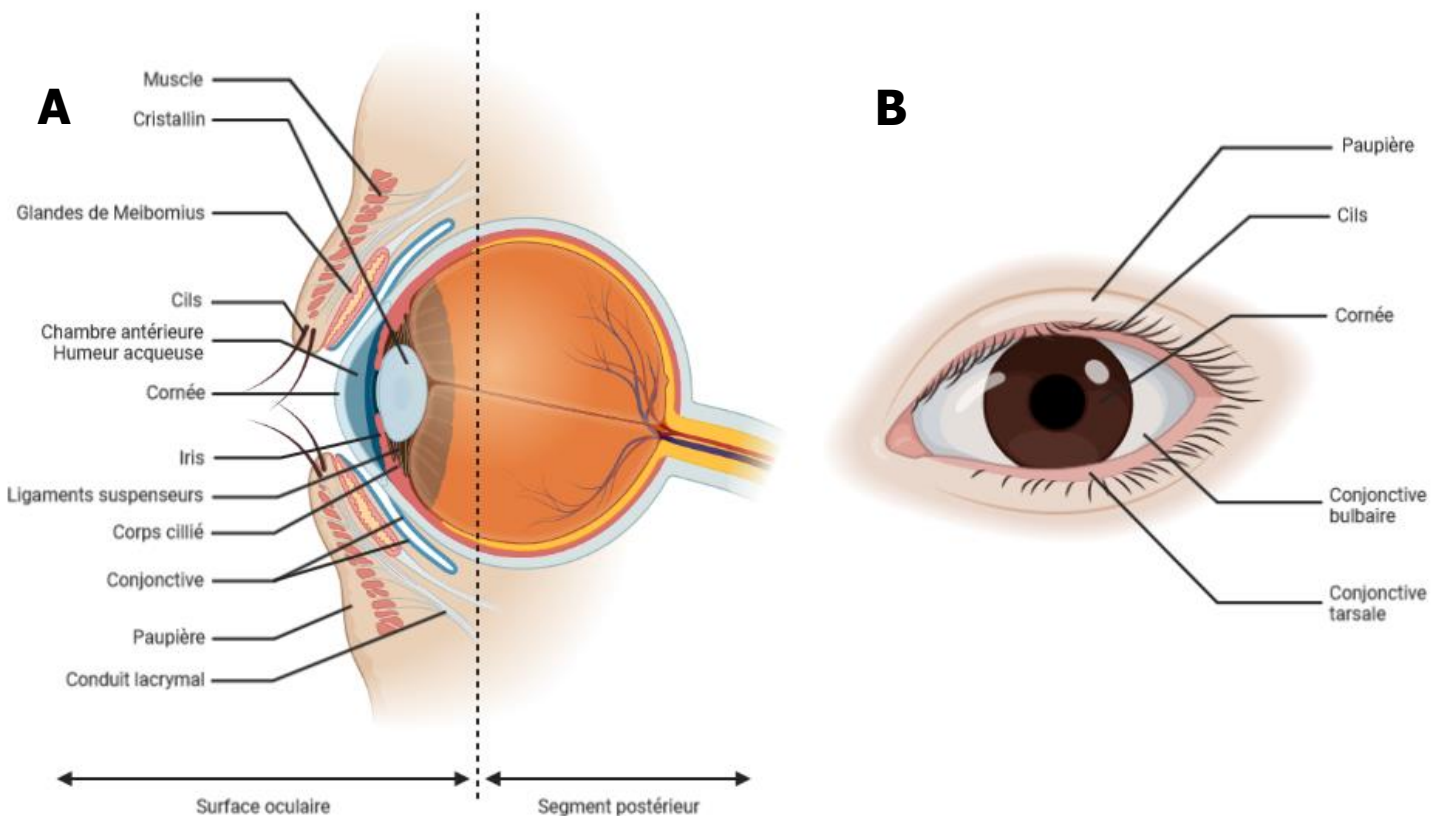 A
Muscle
Cristallin
Glandes de Meibomius
Cils
Chambre antérieure
Humeur acqueuse
Cornée
Iris
Ligaments suspenseurs
Corps cillié
Conjonctive
Paupière
Conduit lacrymal
Surface oculaire
Segment postérieur
B
Paupière
Cils
Cornée
Conjonctive
bulbaire
Conjonctive
tarsale